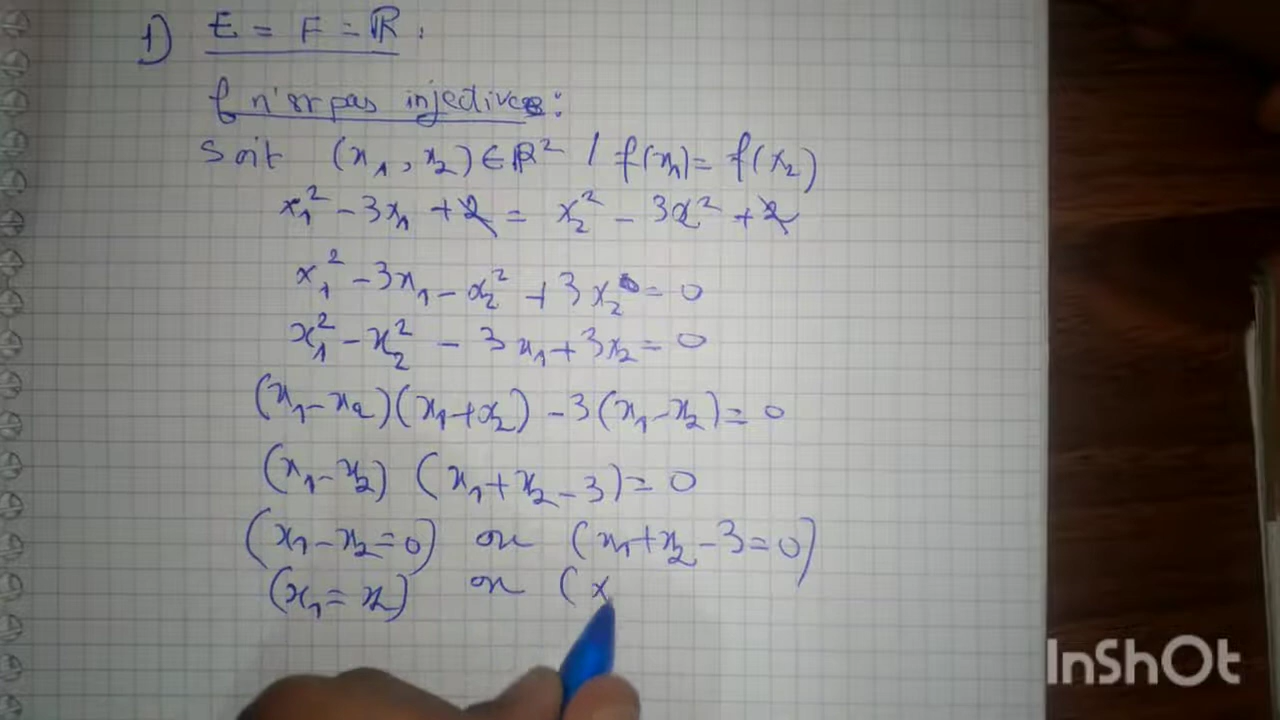 1) E = F = ℝ.
f n'est pas injective:
Soit (x₁, x₂) ∈ ℝ² / f(x₁) = f(x₂)
x₁² - 3x₁ + 2 = x₂² - 3x² + 2
x₁² - 3x₁ - x₂² + 3x₂ = 0
x₁² - x₂² - 3x₁ + 3x₂ = 0
(x₁ - x₂)(x₁ + x₂) - 3(x₁ - x₂) = 0
(x₁ - x₂) (x₁ + x₂ - 3) = 0
(x₁ - x₂ = 0) ou (x₁ + x₂ - 3 = 0)
(x₁ = x₂) ou (x
InShOt